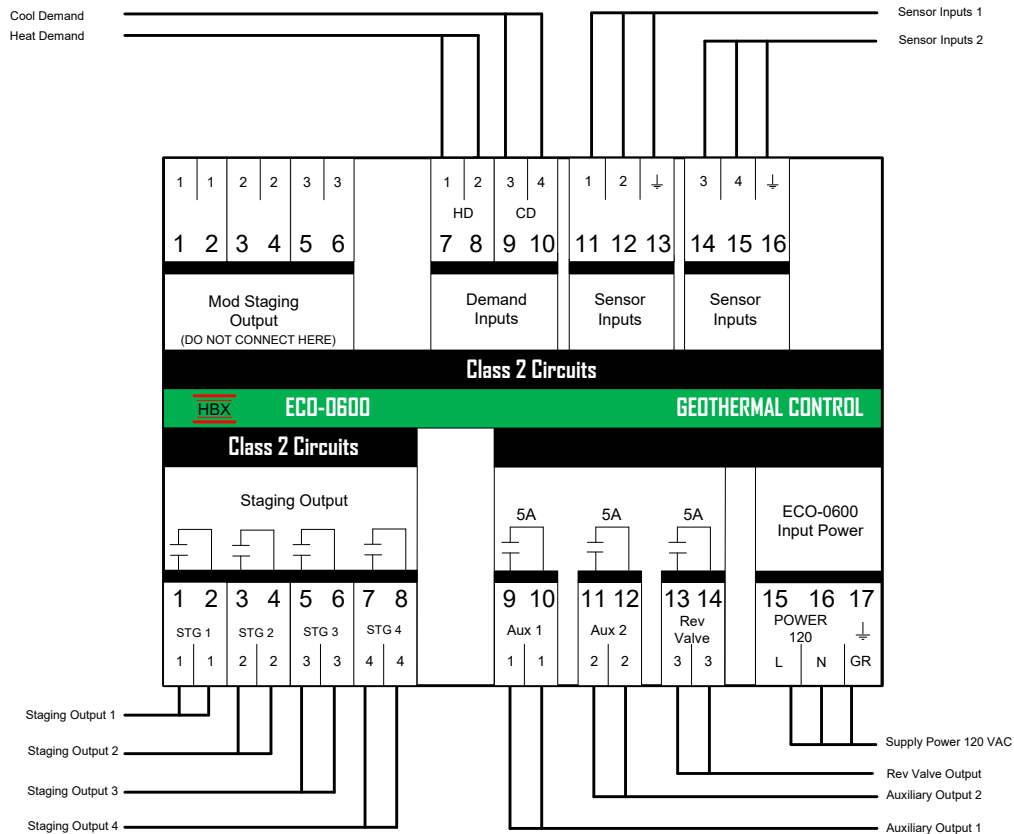 Cool Demand
Heat Demand
Sensor Inputs 1
Sensor Inputs 2
1 1 2 2 3 3
1 2 3 4
1 2 ⏚
3 4 ⏚
HD CD
1 2 3 4 5 6
7 8 9 10
11 12 13
14 15 16
Mod Staging
Output
(DO NOT CONNECT HERE)
Demand
Inputs
Sensor
Inputs
Sensor
Inputs
Class 2 Circuits
HBX ECO-0600 GEOTHERMAL CONTROL
Class 2 Circuits
Staging Output
5A 5A 5A
ECO-0600
Input Power
1 2 3 4 5 6 7 8
STG 1 STG 2 STG 3 STG 4
1 1 2 2 3 3 4 4
9 10
Aux 1
1 1
11 12
Aux 2
2 2
13 14
Rev
Valve
3 3
15 16 17
POWER
120 ⏚
L N GR
Staging Output 1
Staging Output 2
Staging Output 3
Staging Output 4
Supply Power 120 VAC
Rev Valve Output
Auxiliary Output 2
Auxiliary Output 1